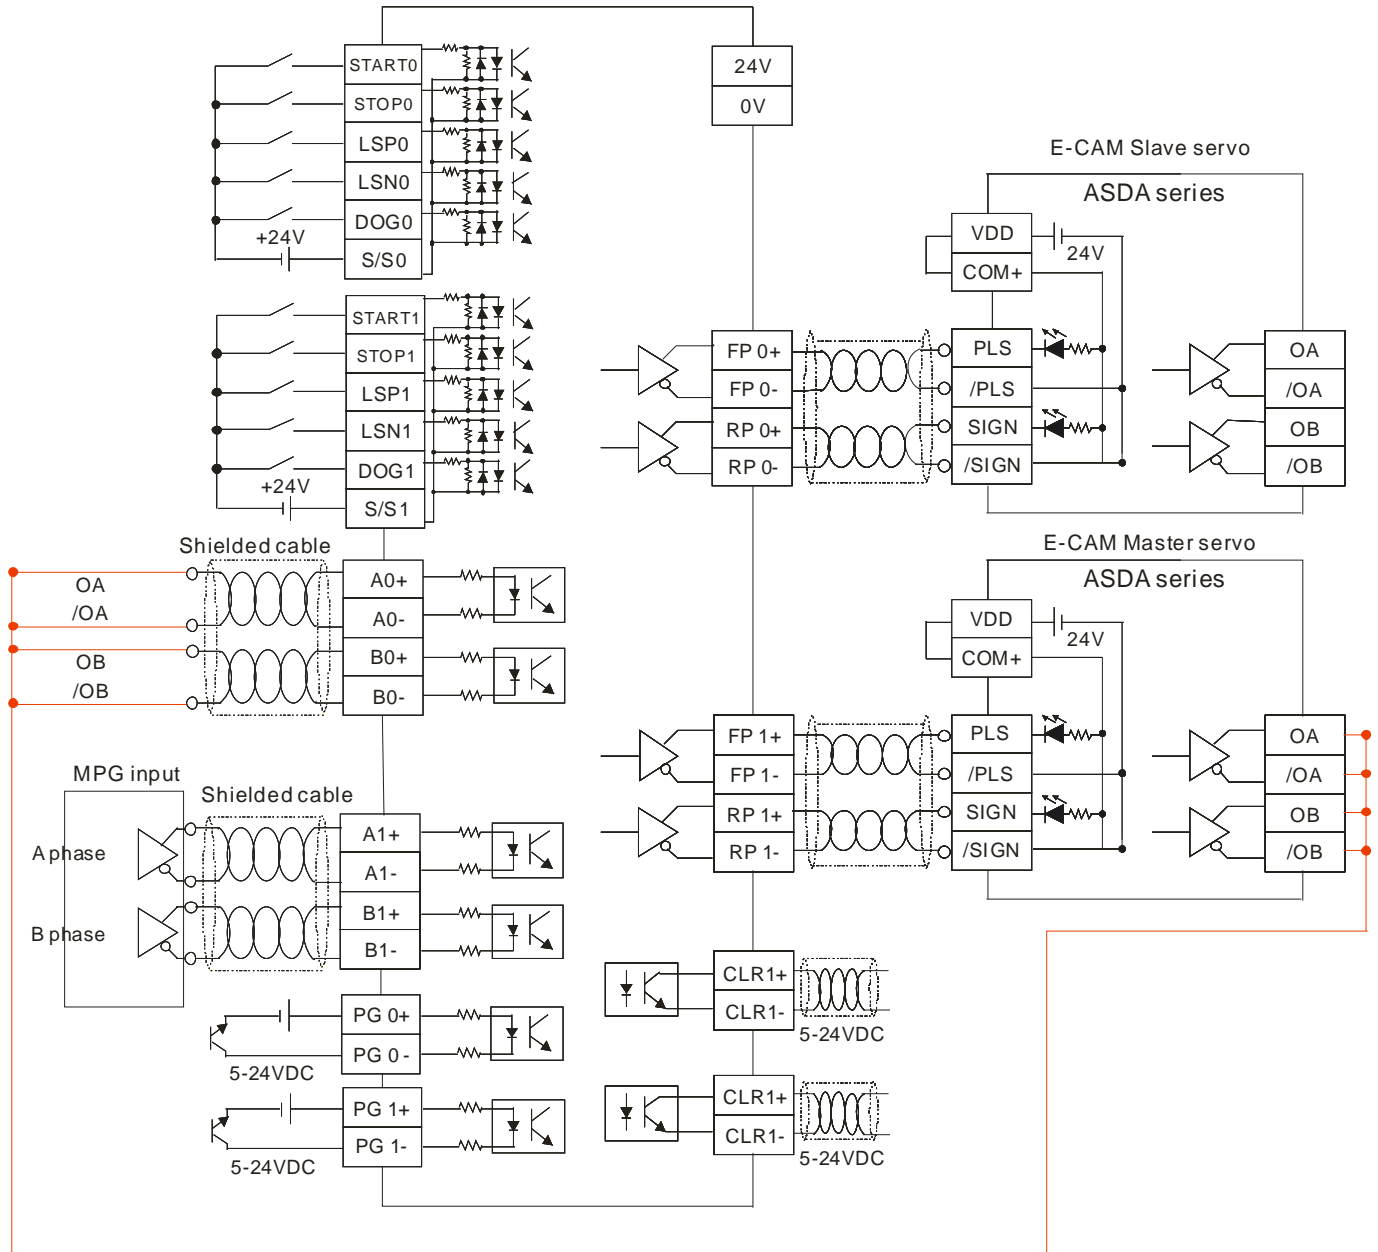 START0
STOP0
LSP0
LSN0
DOG0
+24V
S/S0
START1
STOP1
LSP1
LSN1
DOG1
+24V
S/S1
Shielded cable
OA
/OA
OB
/OB
A0+
A0-
B0+
B0-
MPG input
Shielded cable
A phase
B phase
A1+
A1-
B1+
B1-
PG 0+
PG 0-
5-24VDC
PG 1+
PG 1-
5-24VDC
24V
0V
FP 0+
FP 0-
RP 0+
RP 0-
FP 1+
FP 1-
RP 1+
RP 1-
CLR1+
CLR1-
5-24VDC
CLR1+
CLR1-
5-24VDC
E-CAM Slave servo
ASDA series
VDD
COM+
24V
PLS
/PLS
SIGN
/SIGN
OA
/OA
OB
/OB
E-CAM Master servo
ASDA series
VDD
COM+
24V
PLS
/PLS
SIGN
/SIGN
OA
/OA
OB
/OB